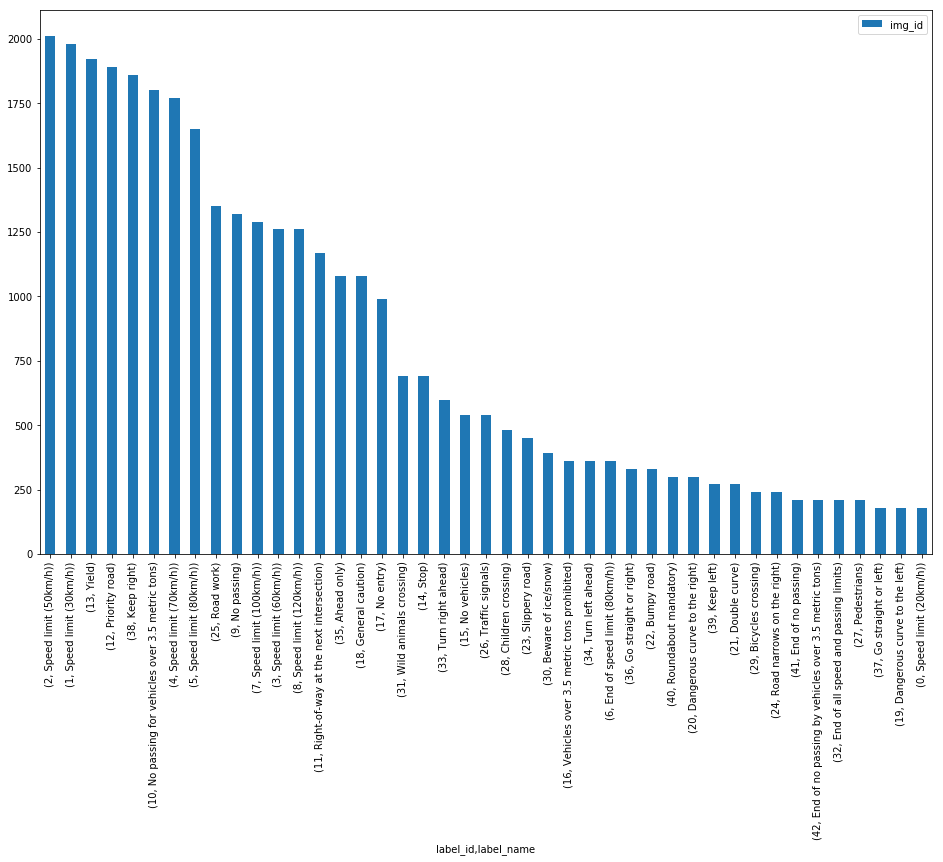 img_id
2000
1750
1500
1250
1000
750
500
250
0
(2, Speed limit (50km/h))
(1, Speed limit (30km/h))
(13, Yield)
(12, Priority road)
(38, Keep right)
(10, No passing for vehicles over 3.5 metric tons)
(4, Speed limit (70km/h))
(5, Speed limit (80km/h))
(25, Road work)
(9, No passing)
(7, Speed limit (100km/h))
(3, Speed limit (60km/h))
(8, Speed limit (120km/h))
(11, Right-of-way at the next intersection)
(35, Ahead only)
(18, General caution)
(17, No entry)
(31, Wild animals crossing)
(14, Stop)
(33, Turn right ahead)
(15, No vehicles)
(26, Traffic signals)
(28, Children crossing)
(23, Slippery road)
(30, Beware of ice/snow)
(16, Vehicles over 3.5 metric tons prohibited)
(34, Turn left ahead)
(6, End of speed limit (80km/h))
(36, Go straight or right)
(22, Bumpy road)
(40, Roundabout mandatory)
(20, Dangerous curve to the right)
(39, Keep left)
(21, Double curve)
(29, Bicycles crossing)
(24, Road narrows on the right)
(41, End of no passing)
(42, End of no passing by vehicles over 3.5 metric tons)
(32, End of all speed and passing limits)
(27, Pedestrians)
(37, Go straight or left)
(19, Dangerous curve to the left)
(0, Speed limit (20km/h))
label_id,label_name